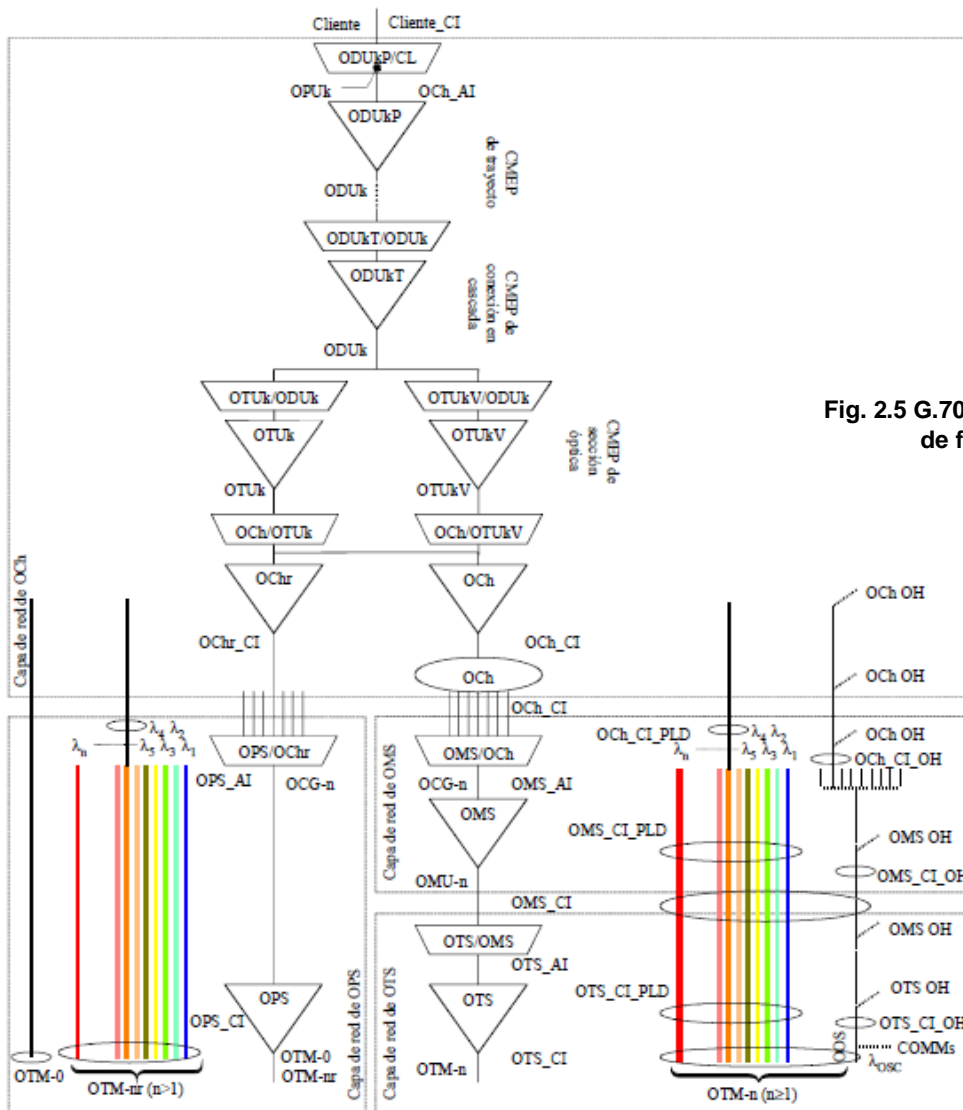 Cliente
Cliente_CI
ODUkP/CL
OPUk
OCh_AI
ODUkP
CMEP
de trayecto
ODUk
ODUkT/ODUk
ODUkT
CMEP de
conexión en
cascada
ODUk
OTUk/ODUk
OTUkV/ODUk
Fig. 2.5 G.70
de f
OTUk
OTUkV
CMEP de
sección
óptica
OTUk
OTUkV
OCh/OTUk
OCh/OTUkV
OChr
OCh
Capa de red de OCh
OCh OH
OChr_CI
OCh_CI
OCh
OCh OH
OCh_CI
λ4 λ2
λn
λ5 λ3 λ1
OPS/OChr
OMS/OCh
OCh_CI_PLD
λ4 λ2
λn
λ5 λ3 λ1
OCh OH
OCh_CI_OH
OPS_AI
OCG-n
OCG-n
OMS_AI
Capa de red de OMS
OMS
OMS_CI_PLD
OMS OH
OMU-n
OMS_CI_OH
OMS_CI
OTS/OMS
OMS OH
OTS_AI
Capa de red de OPS
Capa de red de OTS
OPS
OTS
OTS_CI_PLD
OTS OH
OPS_CI
OTS_CI_OH
OOS
COMMs
OTM-0
OTM-0
OTM-nr
OTM-n
OTS_CI
λOSC
OTM-nr (n>1)
OTM-n (n≥1)